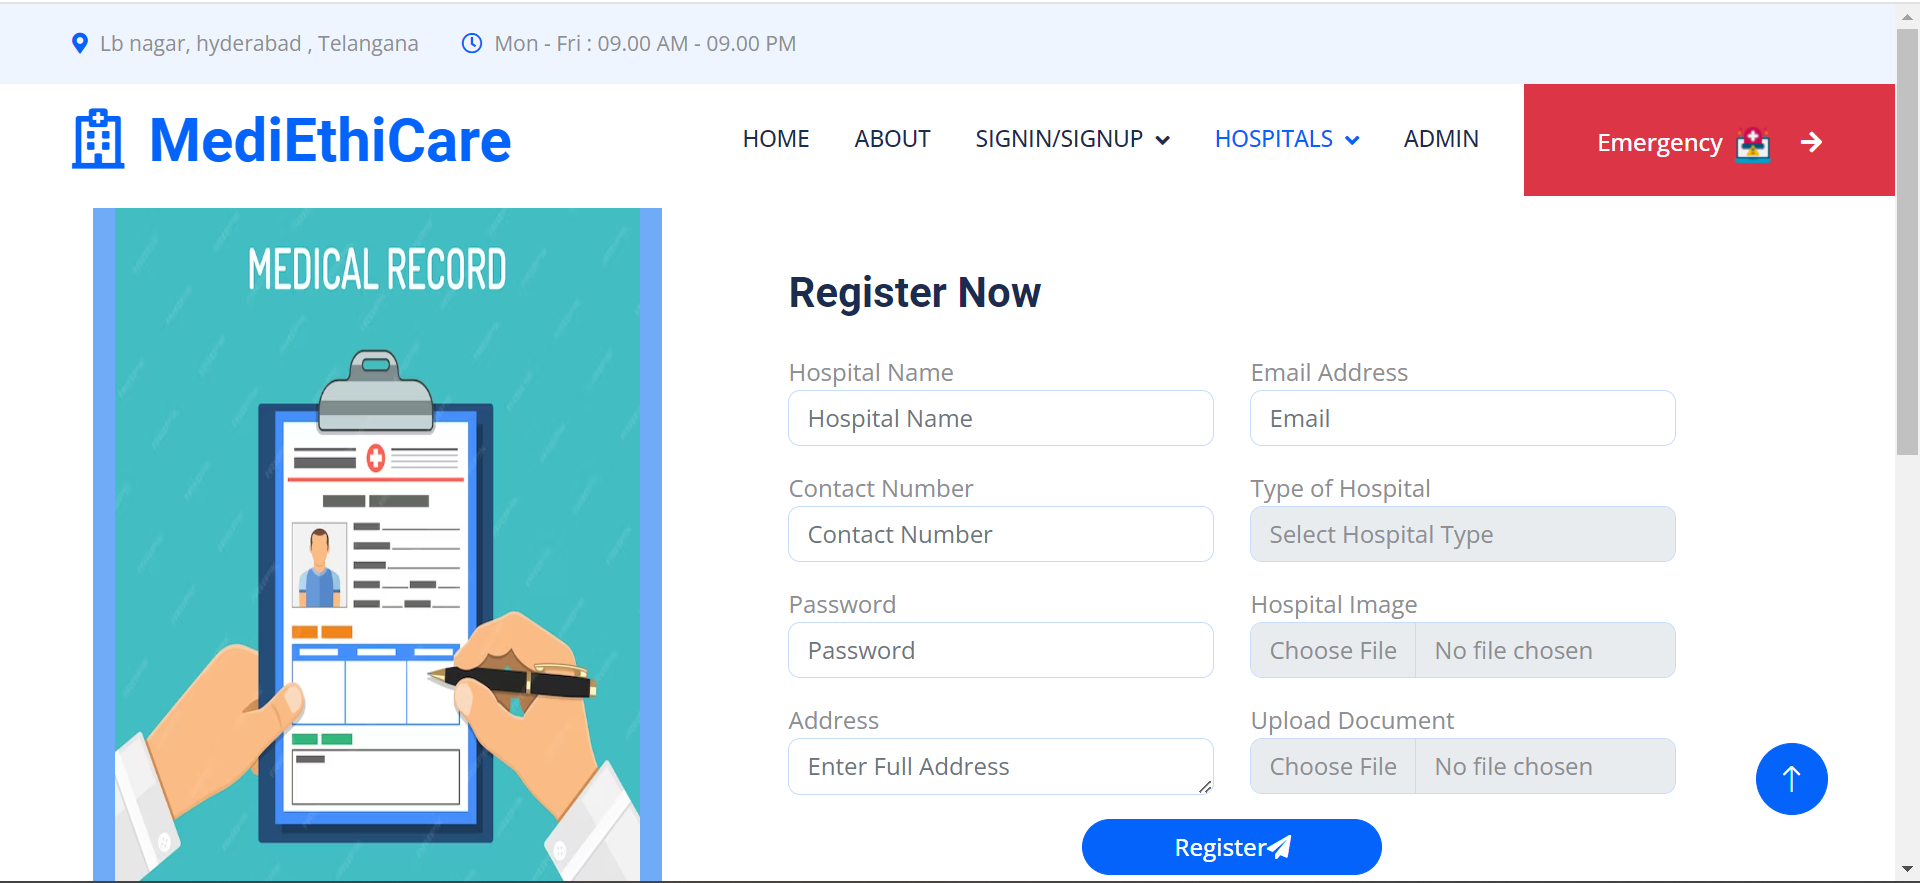 Lb nagar, hyderabad , Telangana
Mon - Fri : 09.00 AM - 09.00 PM
MediEthiCare
HOME
ABOUT
SIGNIN/SIGNUP
HOSPITALS
ADMIN
Emergency
MEDICAL RECORD
Register Now
Hospital Name
Email Address
Hospital Name
Email
Contact Number
Type of Hospital
Contact Number
Select Hospital Type
Password
Hospital Image
Password
Choose File
No file chosen
Address
Upload Document
Enter Full Address
Choose File
No file chosen
Register